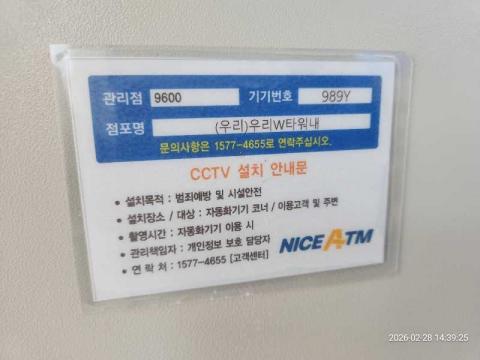 관리점 9600 기기번호 989Y
점포명 (우리)우리W타워내
문의사항은 1577-4655로 연락주십시오.
CCTV 설치 안내문
• 설치목적 : 범죄예방 및 시설안전
• 설치장소 / 대상 : 자동화기기 코너 / 이용고객 및 주변
• 촬영시간 : 자동화기기 이용 시
• 관리책임자 : 개인정보 보호 담당자
• 연 락 처 : 1577-4655 [고객센터]
NICE ATM
2026-02-28 14:39:25